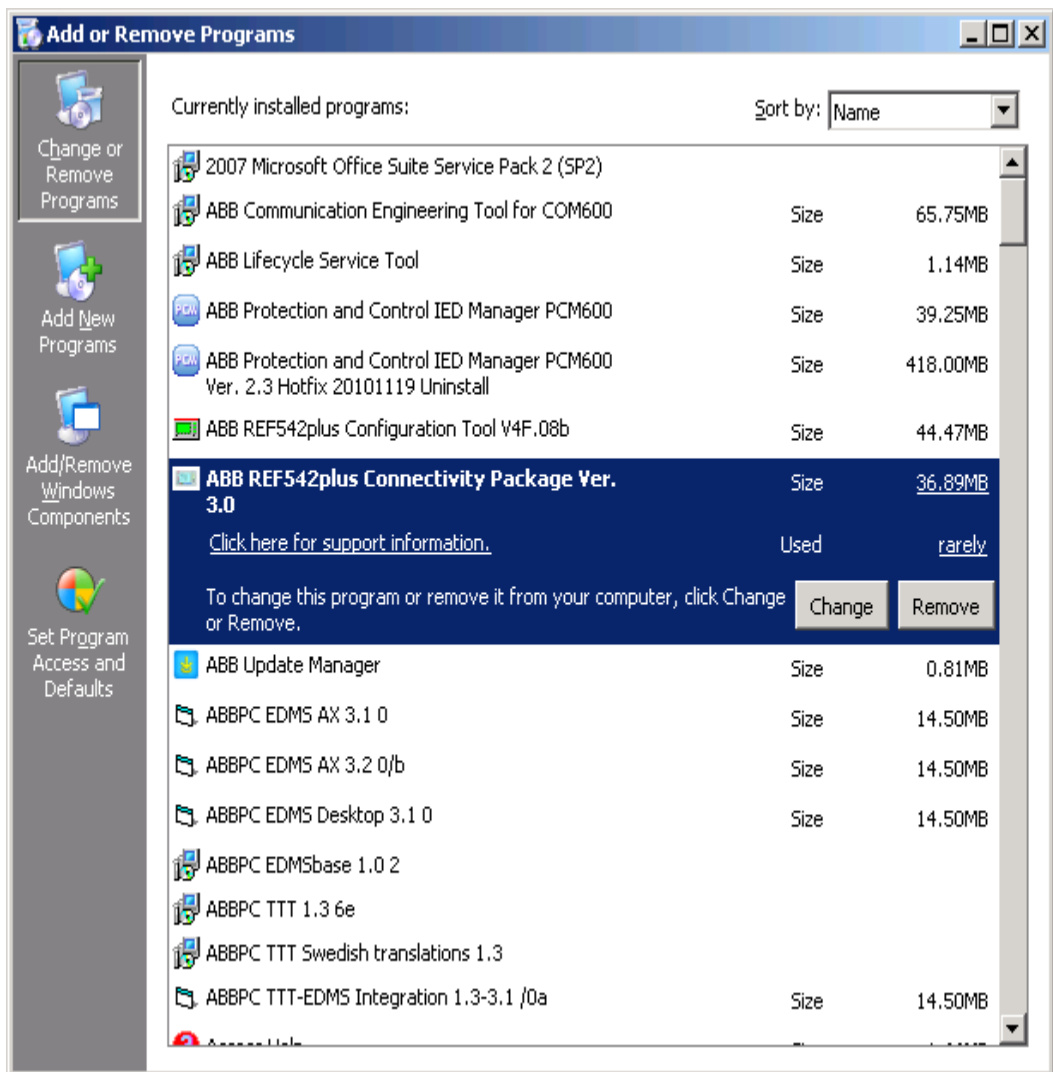 Add or Remove Programs
Change or
Remove
Programs
Add New
Programs
Add/Remove
Windows
Components
Set Program
Access and
Defaults
Currently installed programs:
Sort by: Name
2007 Microsoft Office Suite Service Pack 2 (SP2)
ABB Communication Engineering Tool for COM600 Size 65.75MB
ABB Lifecycle Service Tool Size 1.14MB
PCM ABB Protection and Control IED Manager PCM600 Size 39.25MB
PCM ABB Protection and Control IED Manager PCM600 Size 418.00MB
Ver. 2.3 Hotfix 20101119 Uninstall
ABB REF542plus Configuration Tool V4F.08b Size 44.47MB
ABB REF542plus Connectivity Package Ver. Size 36.89MB
3.0
Click here for support information. Used rarely
To change this program or remove it from your computer, click Change
or Remove.
Change Remove
ABB Update Manager Size 0.81MB
ABBPC EDMS AX 3.1 0 Size 14.50MB
ABBPC EDMS AX 3.2 0/b Size 14.50MB
ABBPC EDMS Desktop 3.1 0 Size 14.50MB
ABBPC EDMSbase 1.0 2
ABBPC TTT 1.3 6e
ABBPC TTT Swedish translations 1.3
ABBPC TTT-EDMS Integration 1.3-3.1 /0a Size 14.50MB